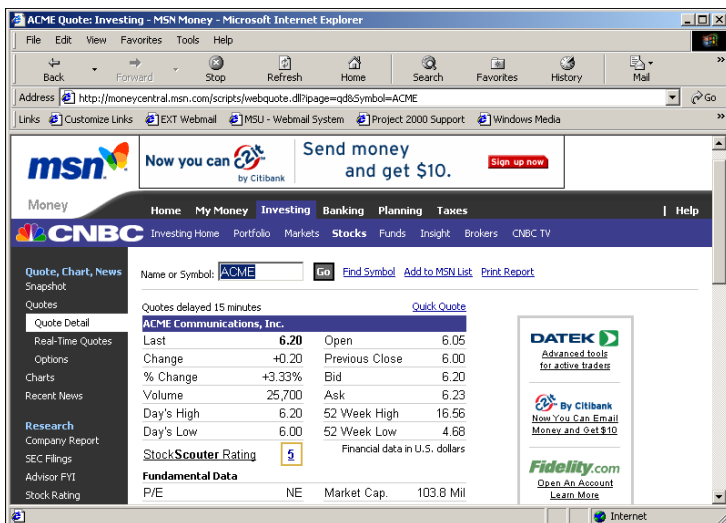 ACME Quote: Investing - MSN Money - Microsoft Internet Explorer
File Edit View Favorites Tools Help
Back Forward Stop Refresh Home Search Favorites History Mail »
Address http://moneycentral.msn.com/scripts/webquote.dll?ipage=qd&Symbol=ACME Go
Links Customize Links EXT Webmail MSU - Webmail System Project 2000 Support Windows Media »
msn
Now you can C2it by Citibank
Send money
and get $10.
Sign up now
Money
Home My Money Investing Banking Planning Taxes | Help
CNBC Investing Home Portfolio Markets Stocks Funds Insight Brokers CNBC TV
Quote, Chart, News
Snapshot
Quotes
Quote Detail
Real-Time Quotes
Options
Charts
Recent News
Research
Company Report
SEC Filings
Advisor FYI
Stock Rating
Name or Symbol: ACME Go Find Symbol Add to MSN List Print Report
Quotes delayed 15 minutes Quick Quote
ACME Communications, Inc.
Last 6.20 Open 6.05
Change +0.20 Previous Close 6.00
% Change +3.33% Bid 6.20
Volume 25,700 Ask 6.23
Day's High 6.20 52 Week High 16.56
Day's Low 6.00 52 Week Low 4.68
StockScouter Rating 5 Financial data in U.S. dollars
Fundamental Data
P/E NE Market Cap. 103.8 Mil
DATEK
Advanced tools
for active traders
C2it By Citibank
Now You Can Email
Money and Get $10
Fidelity.com
Open An Account
Learn More
Internet